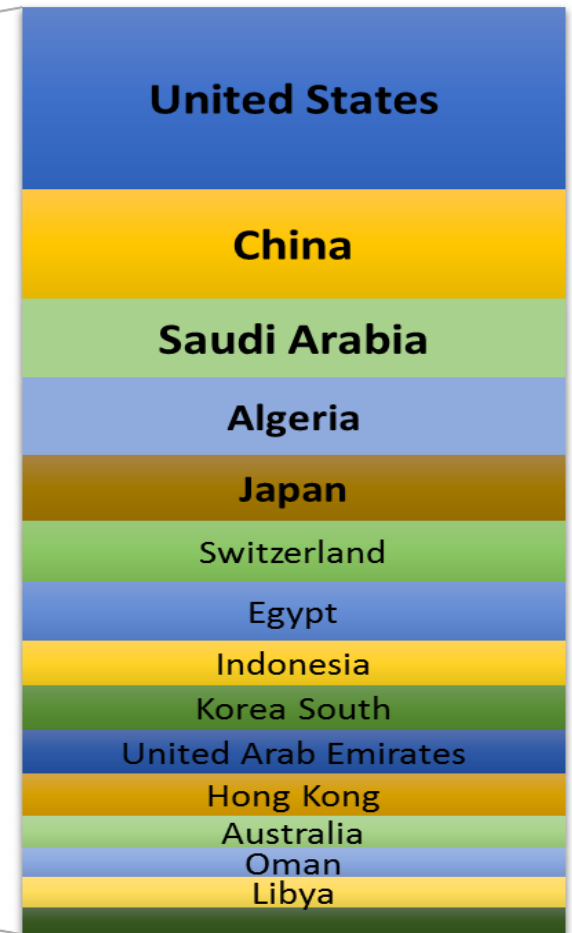 United States
China
Saudi Arabia
Algeria
Japan
Switzerland
Egypt
Indonesia
Korea South
United Arab Emirates
Hong Kong
Australia
Oman
Libya